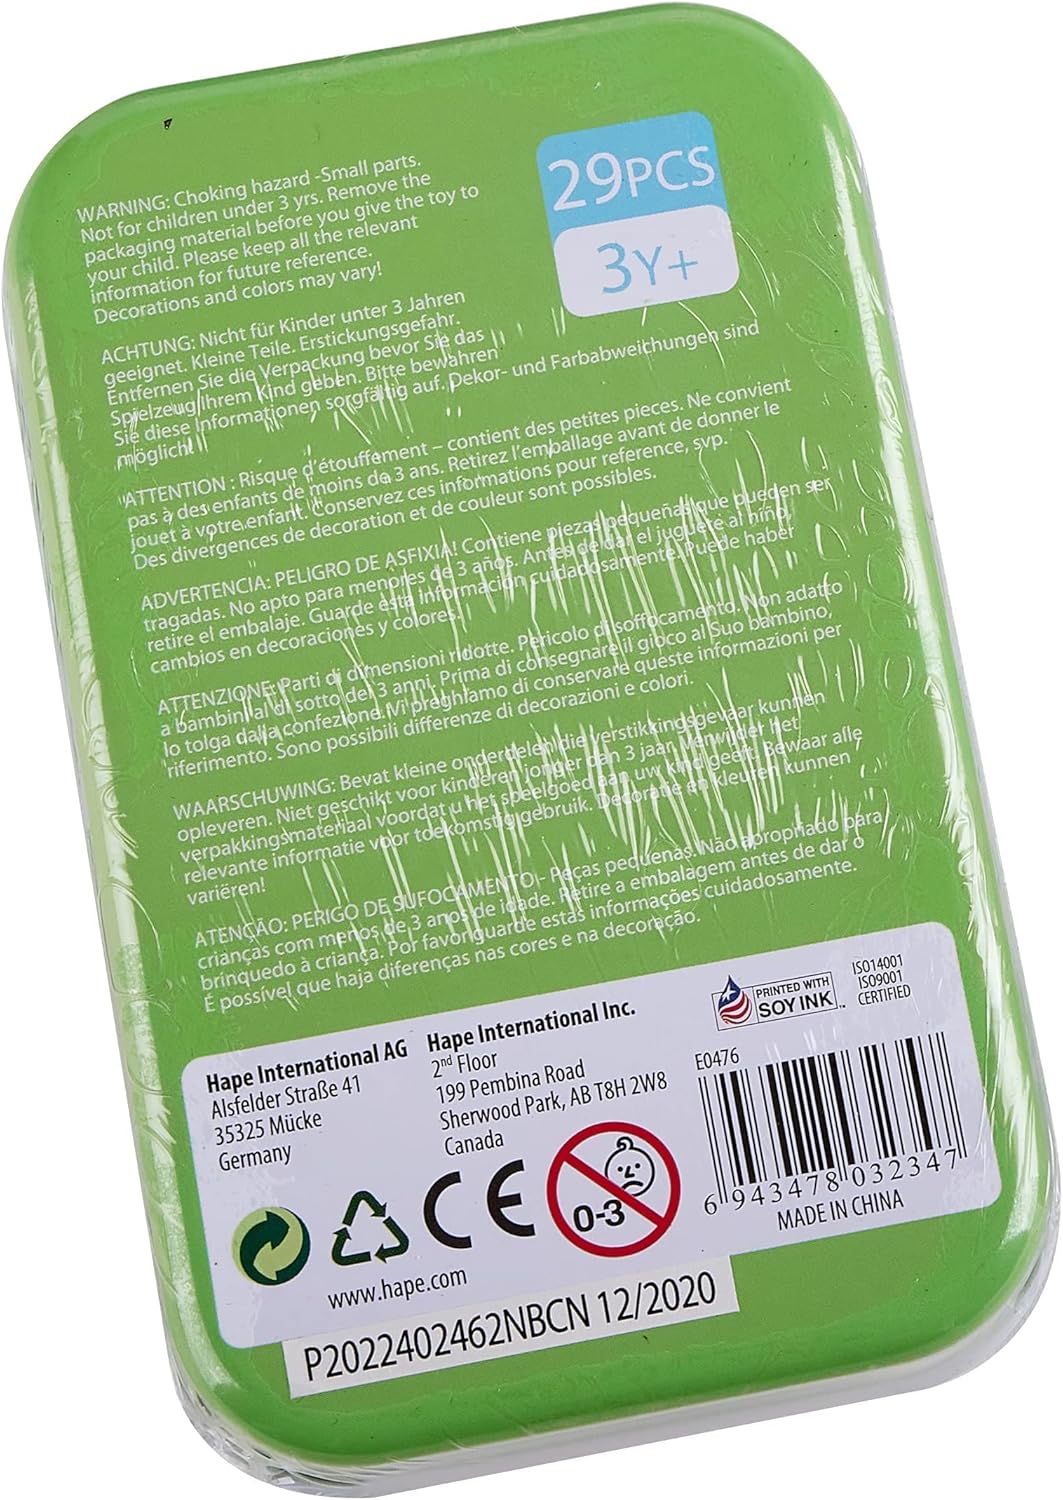 29PCS
3Y+
WARNING: Choking hazard -Small parts.
Not for children under 3 yrs. Remove the
packaging material before you give the toy to
your child. Please keep all the relevant
information for future reference.
Decorations and colors may vary!
ACHTUNG: Nicht für Kinder unter 3 Jahren
geeignet. Kleine Teile. Erstickungsgefahr.
Entfernen Sie die Verpackung bevor Sie das
Spielzeug Ihrem Kind geben. Bitte bewahren
Sie diese Informationen sorgfältig auf. Dekor- und Farbabweichungen sind
möglich!
ATTENTION : Risque d'étouffement – contient des petites pieces. Ne convient
pas à des enfants de moins de 3 ans. Retirez l'emballage avant de donner le
jouet à votre enfant. Conservez ces informations pour reference, svp.
Des divergences de decoration et de couleur sont possibles.
ADVERTENCIA: PELIGRO DE ASFIXIA! Contiene piezas pequeñas que pueden ser
tragadas. No apto para menores de 3 años. Antes de dar el juguete al niño,
retire el embalaje. Guarde esta información cuidadosamente. Puede haber
cambios en decoraciones y colores.
ATTENZIONE: Parti di dimensioni ridotte. Pericolo di soffocamento. Non adatto
a bambini al di sotto dei 3 anni. Prima di consegnare il gioco al Suo bambino,
lo tolga dalla confezione. Vi preghiamo di conservare queste informazioni per
riferimento. Sono possibili differenze di decorazioni e colori.
WAARSCHUWING: Bevat kleine onderdelen die verstikkingsgevaar kunnen
opleveren. Niet geschikt voor kinderen jonger dan 3 jaar. Verwijder het
verpakkingsmateriaal voordat u het speelgoed aan uw kind geeft. Bewaar alle
relevante informatie voor toekomstig gebruik. Decoratie en kleuren kunnen
variëren!
ATENÇÃO: PERIGO DE SUFOCAMENTO - Peças pequenas. Não apropriado para
crianças com menos de 3 anos de idade. Retire a embalagem antes de dar o
brinquedo à criança. Por favor guarde estas informações cuidadosamente.
É possível que haja diferenças nas cores e na decoração.
Hape International AG
Alsfelder Straße 41
35325 Mücke
Germany
Hape International Inc.
2nd Floor
199 Pembina Road
Sherwood Park, AB T8H 2W8
Canada
PRINTED WITH
SOY INK™
ISO14001
ISO9001
CERTIFIED
E0476
6 943478 032347
MADE IN CHINA
CE
0-3
www.hape.com
P2022402462NBCN 12/2020